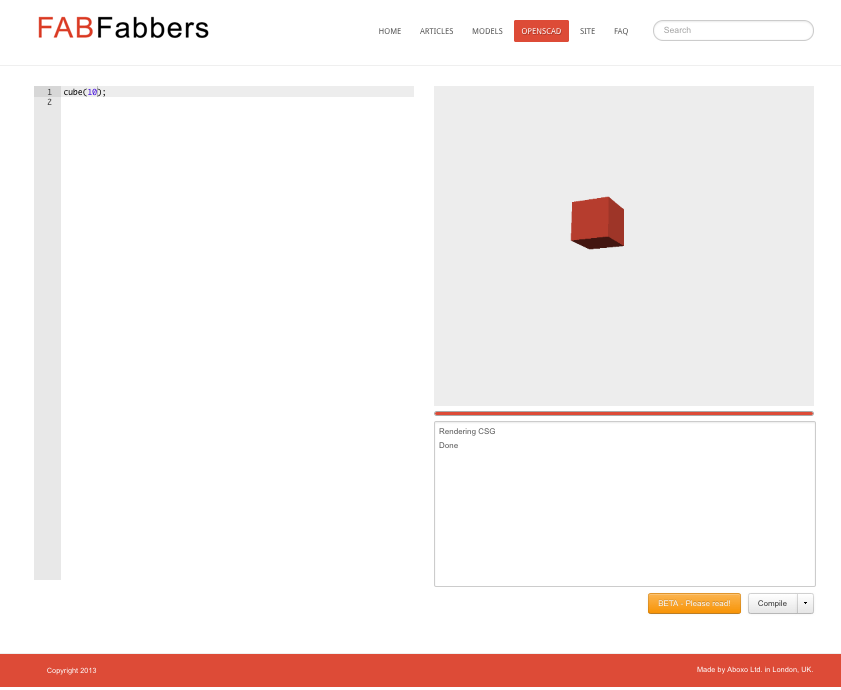 FABFabbers
HOME ARTICLES MODELS OPENSCAD SITE FAQ Search
1 cube(10);
2
Rendering CSG
Done
BETA - Please read! Compile
Copyright 2013
Made by Aboxo Ltd. in London, UK.